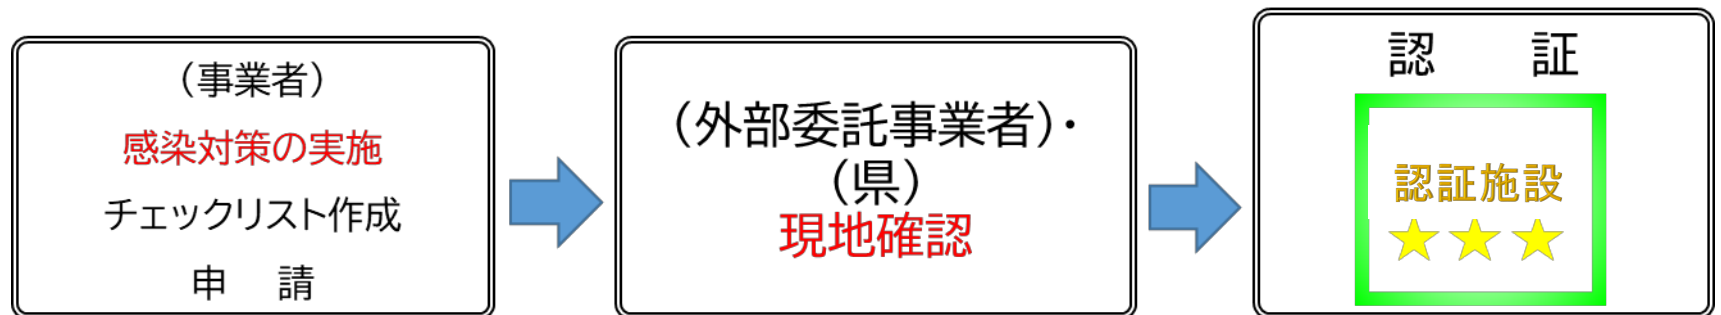 （事業者）
感染対策の実施
チェックリスト作成
申　請
（外部委託事業者）・
（県）
現地確認
認　証
認証施設
★★★